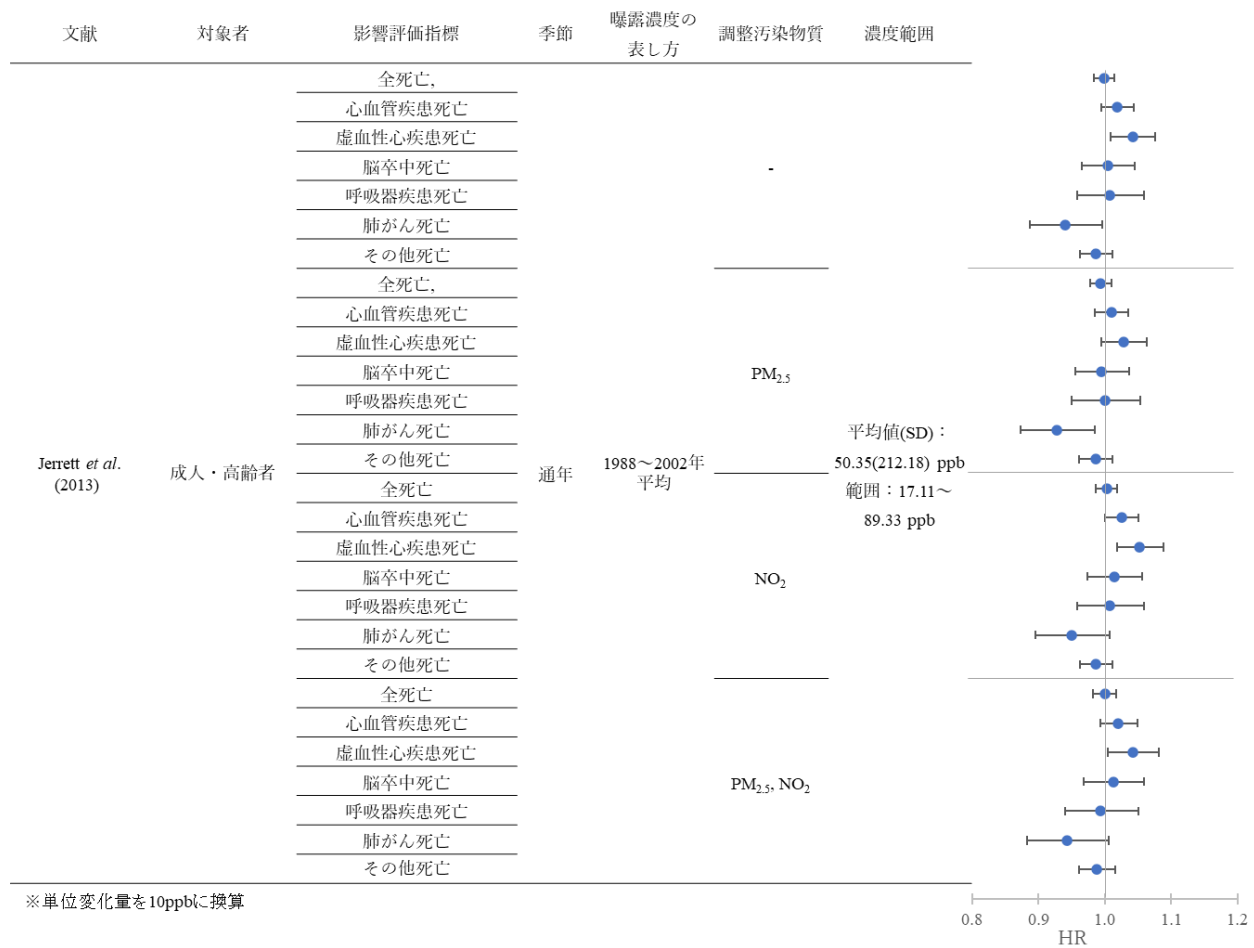 文献 対象者 影響評価指標 季節 曝露濃度の表し方 調整汚染物質 濃度範囲
全死亡,
心血管疾患死亡
虚血性心疾患死亡
脳卒中死亡
-
呼吸器疾患死亡
肺がん死亡
その他死亡
全死亡,
心血管疾患死亡
虚血性心疾患死亡
脳卒中死亡
PM2.5
呼吸器疾患死亡
肺がん死亡
その他死亡
Jerrett et al.
(2013)
成人・高齢者
通年
1988～2002年
平均
平均値(SD)：
50.35(212.18) ppb
範囲：17.11～
89.33 ppb
全死亡
心血管疾患死亡
虚血性心疾患死亡
脳卒中死亡
NO2
呼吸器疾患死亡
肺がん死亡
その他死亡
全死亡
心血管疾患死亡
虚血性心疾患死亡
脳卒中死亡
PM2.5, NO2
呼吸器疾患死亡
肺がん死亡
その他死亡
※単位変化量を10ppbに換算
0.8 0.9 1.0 1.1 1.2
HR